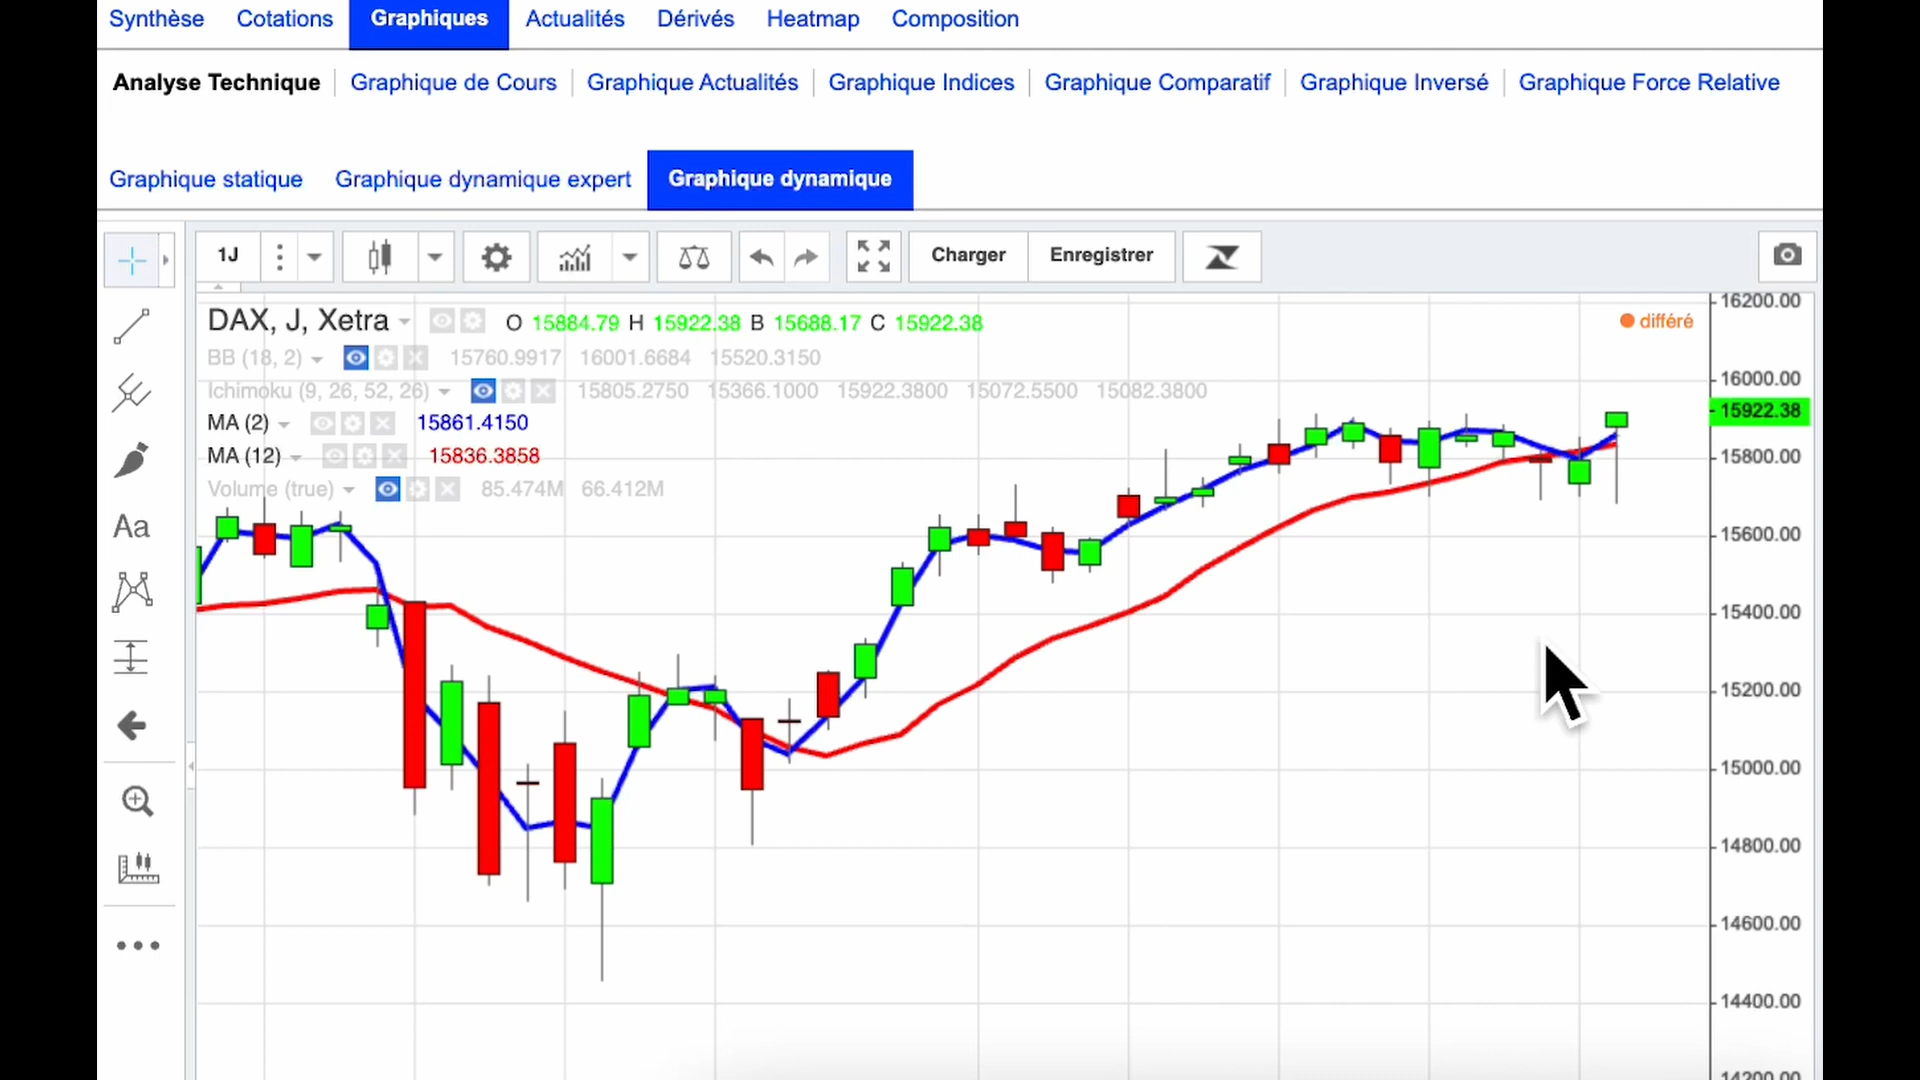 Synthèse Cotations Graphiques Actualités Dérivés Heatmap Composition
Analyse Technique Graphique de Cours Graphique Actualités Graphique Indices Graphique Comparatif Graphique Inversé Graphique Force Relative
Graphique statique Graphique dynamique expert Graphique dynamique
1J Charger Enregistrer
DAX, J, Xetra O 15884.79 H 15922.38 B 15688.17 C 15922.38
différé
BB (18, 2) 15760.9917 16001.6684 15520.3150
Ichimoku (9, 26, 52, 26) 15805.2750 15366.1000 15922.3800 15072.5500 15082.3800
MA (2) 15861.4150
MA (12) 15836.3858
Volume (true) 85.474M 66.412M
Aa
16200.00
16000.00
15922.38
15800.00
15600.00
15400.00
15200.00
15000.00
14800.00
14600.00
14400.00
14200.00